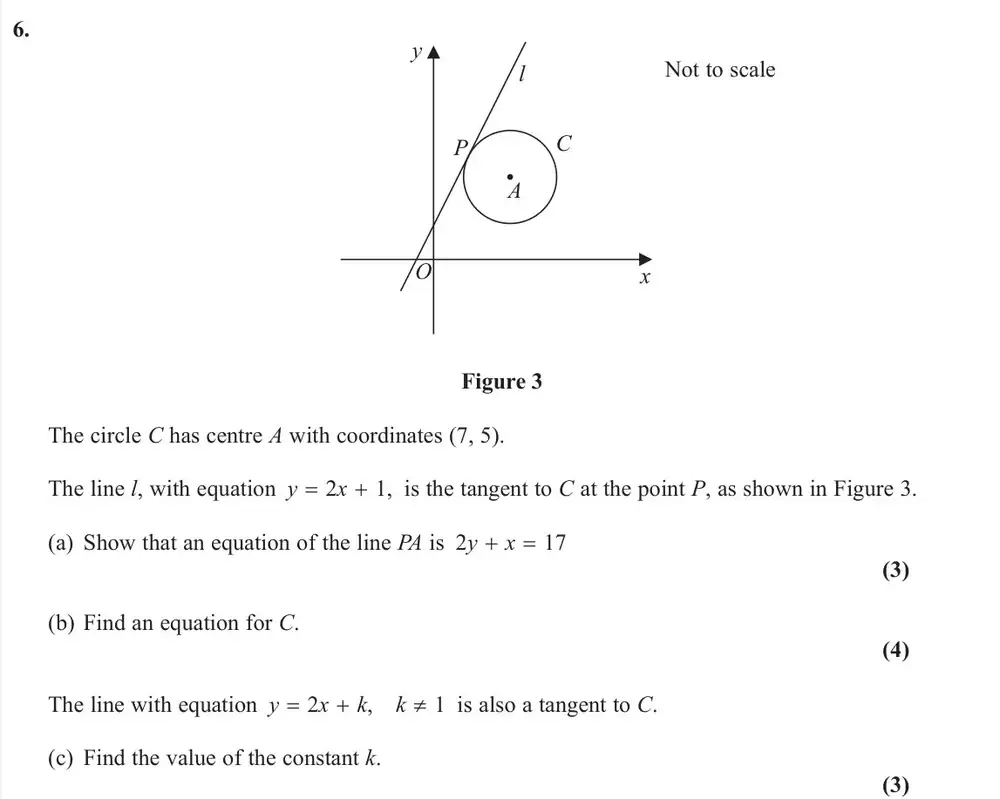 6.
y
l
Not to scale
P
C
A
O
x
Figure 3
The circle C has centre A with coordinates (7, 5).
The line l, with equation y = 2x + 1, is the tangent to C at the point P, as shown in Figure 3.
(a) Show that an equation of the line PA is 2y + x = 17
(3)
(b) Find an equation for C.
(4)
The line with equation y = 2x + k, k ≠ 1 is also a tangent to C.
(c) Find the value of the constant k.
(3)